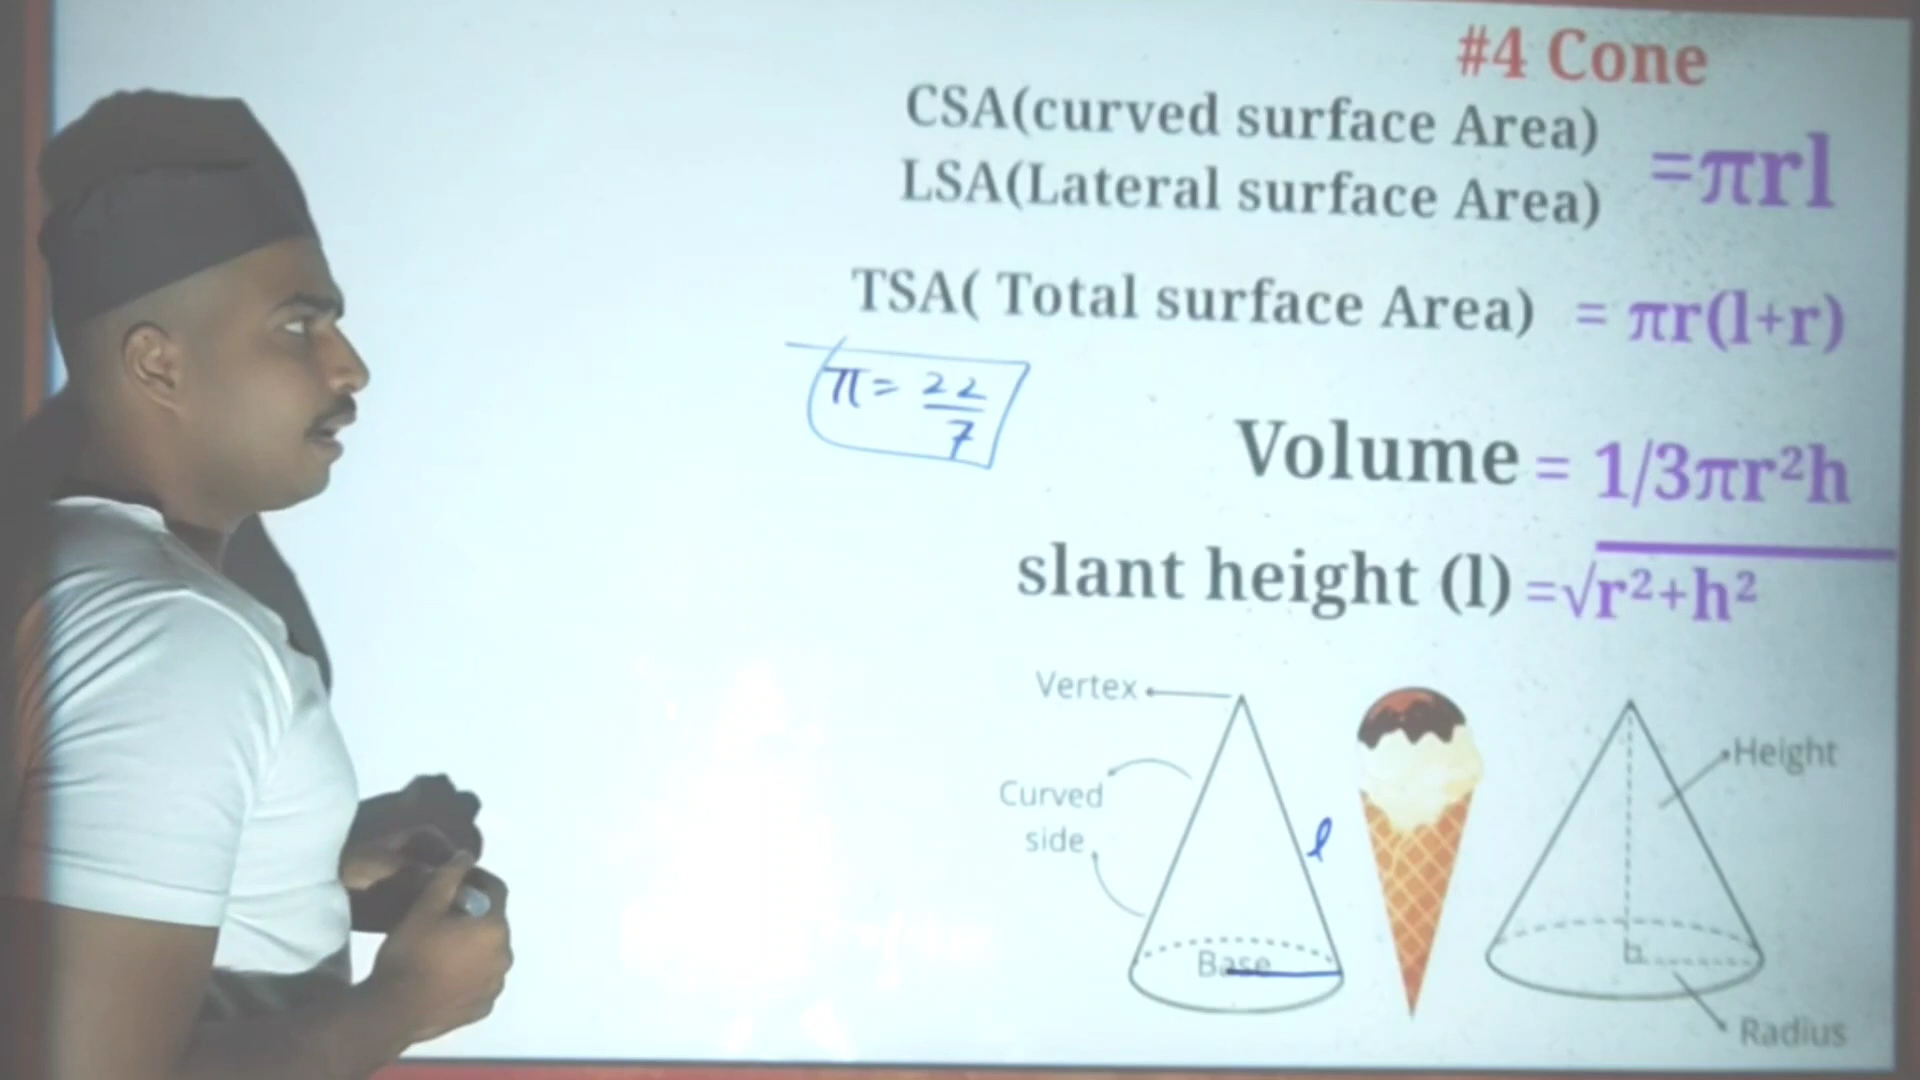 #4 Cone
CSA(curved surface Area)
LSA(Lateral surface Area)
=πrl
TSA( Total surface Area) = πr(l+r)
π = 22/7
Volume = 1/3πr²h
slant height (l) =√r²+h²
Vertex
Curved
side
l
Base
Height
Radius